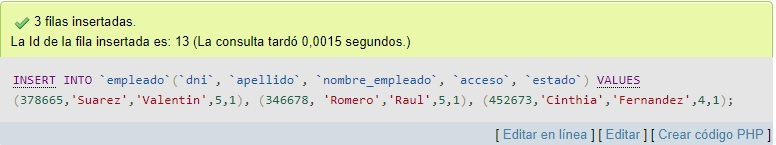 3 filas insertadas.
La Id de la fila insertada es: 13 (La consulta tardó 0,0015 segundos.)
INSERT INTO `empleado`(`dni`, `apellido`, `nombre_empleado`, `acceso`, `estado`) VALUES
(378665,'Suarez','Valentin',5,1), (346678, 'Romero','Raul',5,1), (452673,'Cinthia','Fernandez',4,1);
[ Editar en línea ] [ Editar ] [ Crear código PHP ]